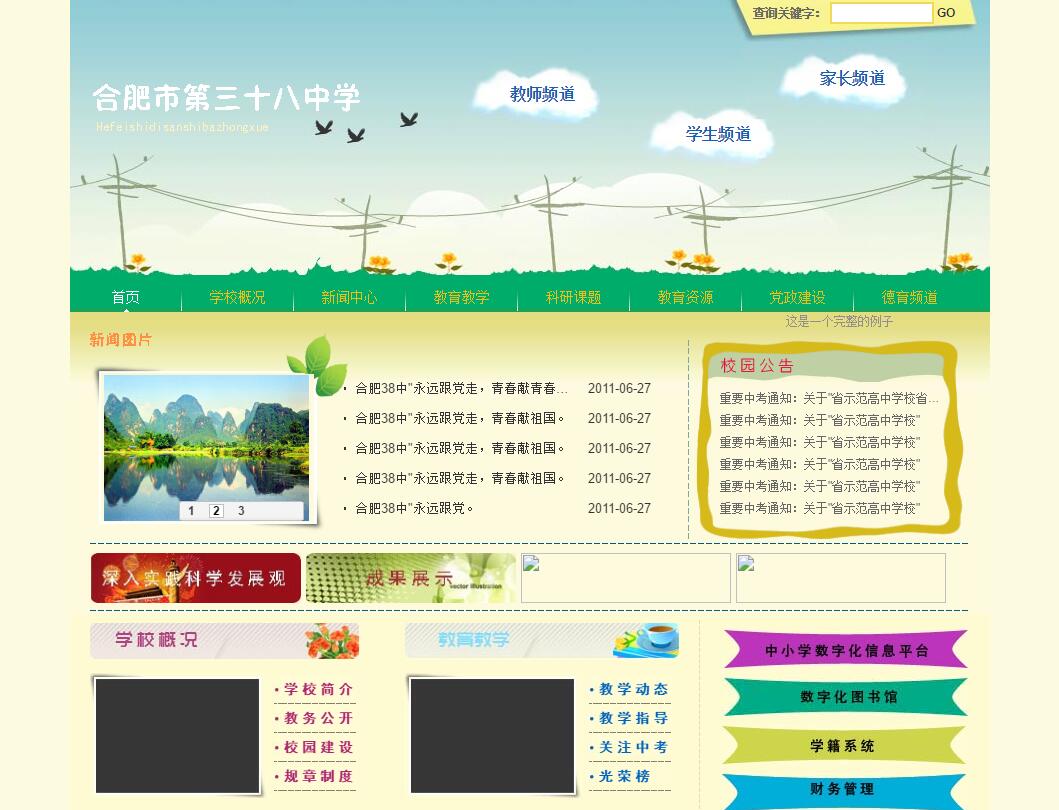 查询关键字： GO
家长频道
教师频道
合肥市第三十八中学
Hefeishidisanshibazhongxue
学生频道
首页 学校概况 新闻中心 教育教学 科研课题 教育资源 党政建设 德育频道
这是一个完整的例子
新闻图片
合肥38中"永远跟党走，青春献青春... 2011-06-27
合肥38中"永远跟党走，青春献祖国。 2011-06-27
合肥38中"永远跟党走，青春献祖国。 2011-06-27
合肥38中"永远跟党走，青春献祖国。 2011-06-27
合肥38中"永远跟党。 2011-06-27
1 2 3
校园公告
重要中考通知：关于"省示范高中学校省...
重要中考通知：关于"省示范高中学校"
重要中考通知：关于"省示范高中学校"
重要中考通知：关于"省示范高中学校"
重要中考通知：关于"省示范高中学校"
重要中考通知：关于"省示范高中学校"
深入实践科学发展观
成果展示
vector illustration
学校概况
·学校简介
·教务公开
·校园建设
·规章制度
教育教学
·教学动态
·教学指导
·关注中考
·光荣榜
中小学数字化信息平台
数字化图书馆
学籍系统
财务管理